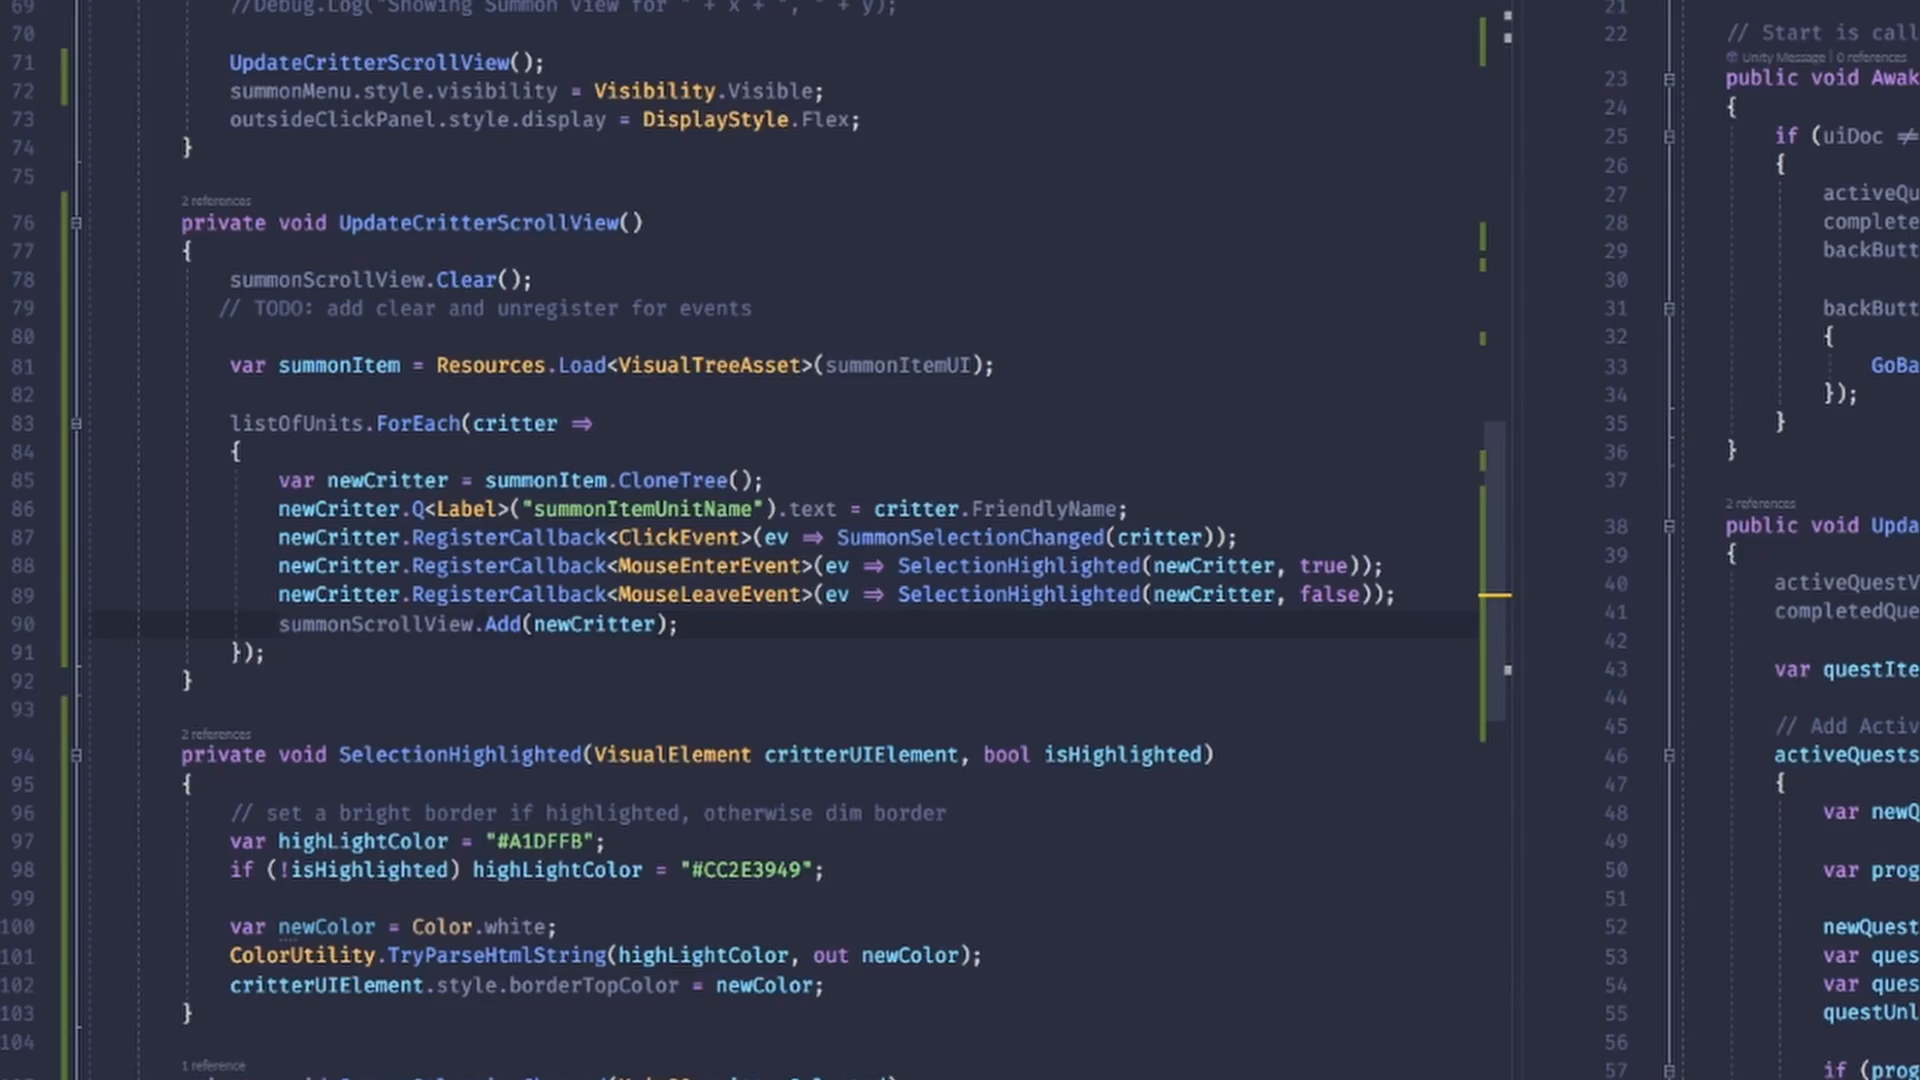 69 //Debug.Log("Showing Summon View for " + x + ", " + y);
70
71 UpdateCritterScrollView();
72 summonMenu.style.visibility = Visibility.Visible;
73 outsideClickPanel.style.display = DisplayStyle.Flex;
74 }
75
2 references
76 private void UpdateCritterScrollView()
77 {
78 summonScrollView.Clear();
79 // TODO: add clear and unregister for events
80
81 var summonItem = Resources.Load<VisualTreeAsset>(summonItemUI);
82
83 listOfUnits.ForEach(critter =>
84 {
85 var newCritter = summonItem.CloneTree();
86 newCritter.Q<Label>("summonItemUnitName").text = critter.FriendlyName;
87 newCritter.RegisterCallback<ClickEvent>(ev => SummonSelectionChanged(critter));
88 newCritter.RegisterCallback<MouseEnterEvent>(ev => SelectionHighlighted(newCritter, true));
89 newCritter.RegisterCallback<MouseLeaveEvent>(ev => SelectionHighlighted(newCritter, false));
90 summonScrollView.Add(newCritter);
91 });
92 }
93
2 references
94 private void SelectionHighlighted(VisualElement critterUIElement, bool isHighlighted)
95 {
96 // set a bright border if highlighted, otherwise dim border
97 var highLightColor = "#A1DFFB";
98 if (!isHighlighted) highLightColor = "#CC2E3949";
99
100 var newColor = Color.white;
101 ColorUtility.TryParseHtmlString(highLightColor, out newColor);
102 critterUIElement.style.borderTopColor = newColor;
103 }
104
1 reference
21
22 // Start is call
Unity Message | 0 references
23 public void Awak
24 {
25 if (uiDoc ≠
26 {
27 activeQu
28 complete
29 backButt
30
31 backButt
32 {
33 GoBa
34 });
35 }
36 }
37
2 references
38 public void Upda
39 {
40 activeQuestV
41 completedQue
42
43 var questIte
44
45 // Add Activ
46 activeQuests
47 {
48 var newQ
49
50 var prog
51
52 newQuest
53 var ques
54 var ques
55 questUnl
56
57 if (prog